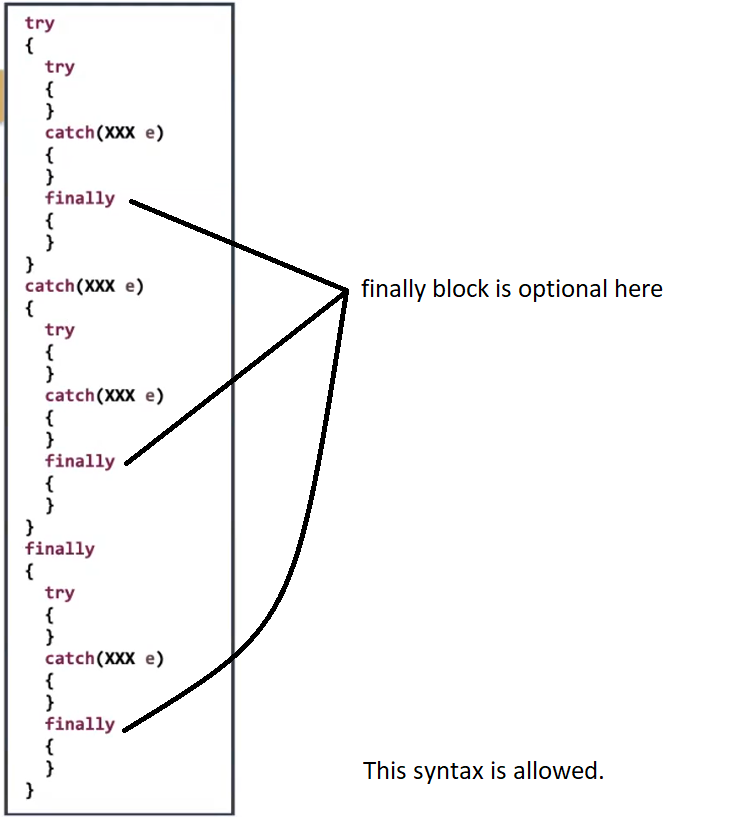 try
{
try
{
}
catch(XXX e)
{
}
finally
{
}
}
catch(XXX e)
{
try
{
}
catch(XXX e)
{
}
finally
{
}
}
finally
{
try
{
}
catch(XXX e)
{
}
finally
{
}
}
finally block is optional here
This syntax is allowed.